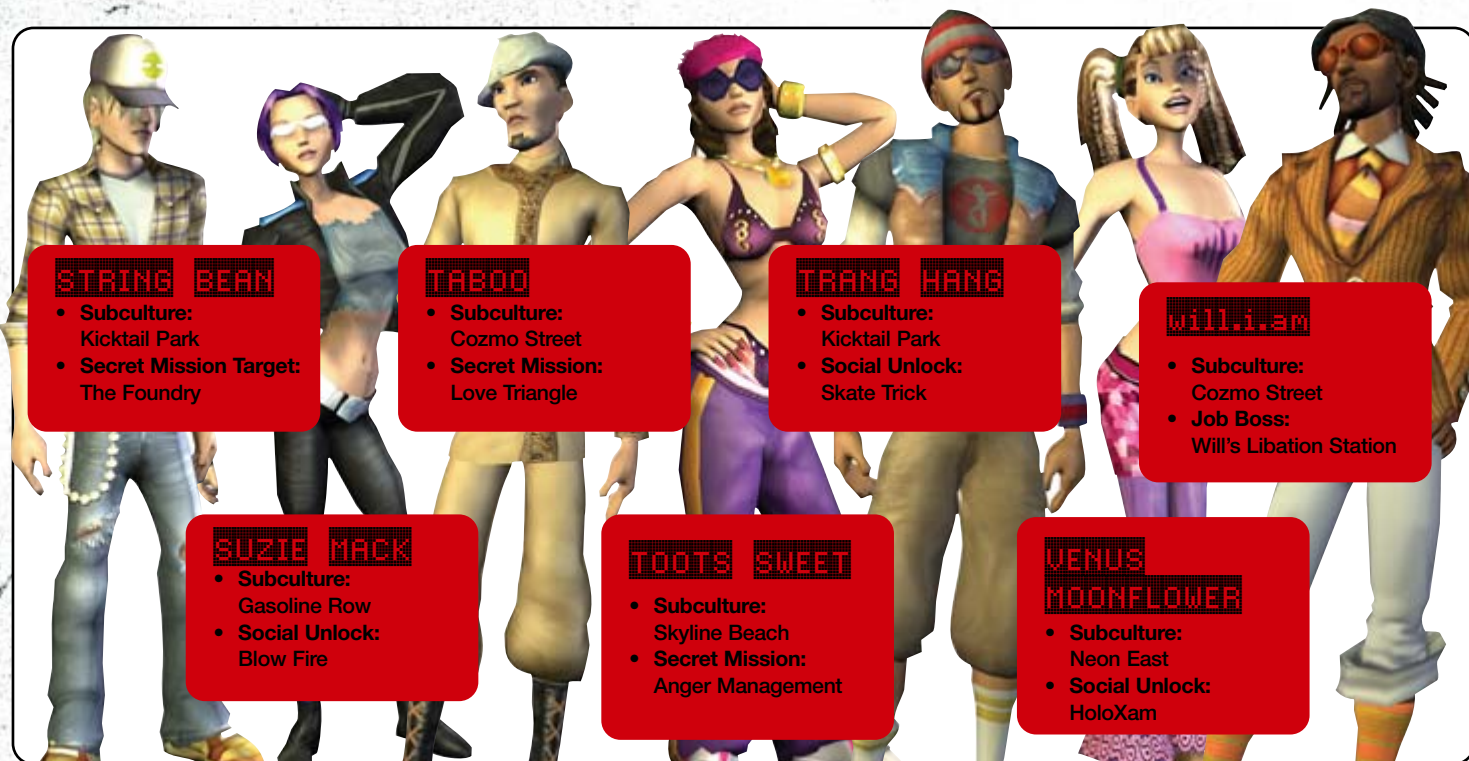 STRING BEAN
• Subculture:
Kicktail Park
• Secret Mission Target:
The Foundry
TABOO
• Subculture:
Cozmo Street
• Secret Mission:
Love Triangle
TRANG HANG
• Subculture:
Kicktail Park
• Social Unlock:
Skate Trick
will.i.am
• Subculture:
Cozmo Street
• Job Boss:
Will's Libation Station
SUZIE MACK
• Subculture:
Gasoline Row
• Social Unlock:
Blow Fire
TOOTS SWEET
• Subculture:
Skyline Beach
• Secret Mission:
Anger Management
VENUS
MOONFLOWER
• Subculture:
Neon East
• Social Unlock:
HoloXam